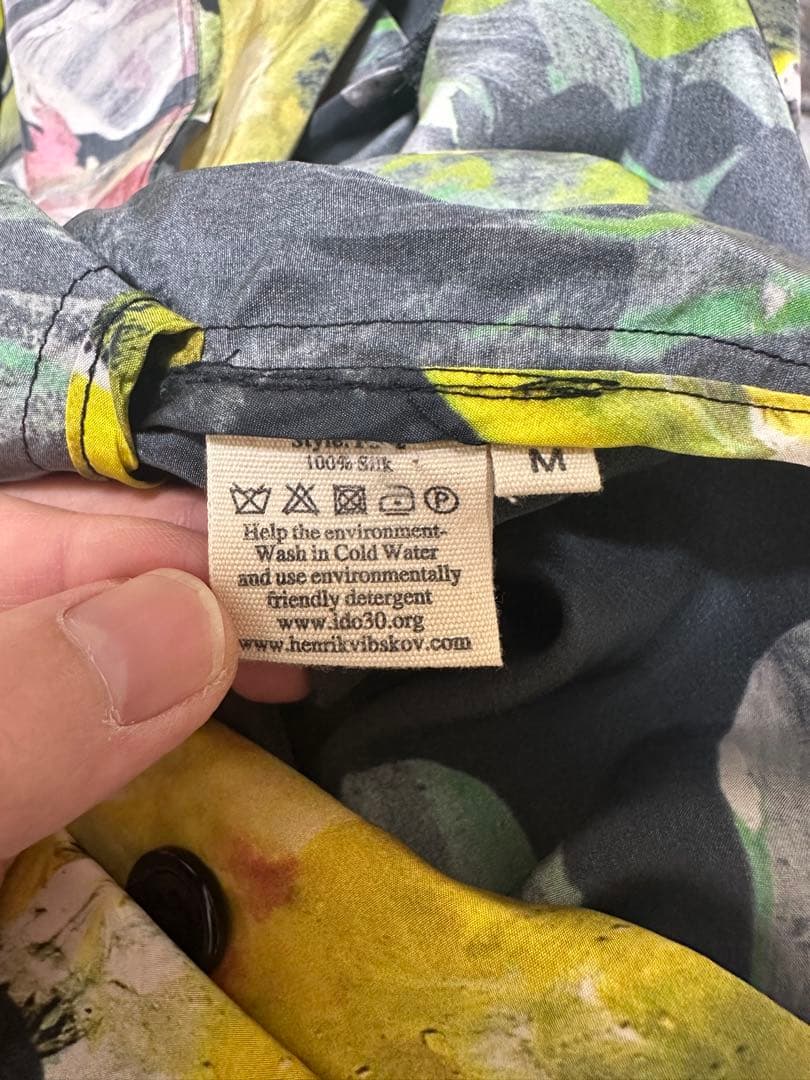 100% Silk
M
P
Help the environment-
Wash in Cold Water
and use environmentally
friendly detergent
www.ido30.org
www.henrikvibskov.com